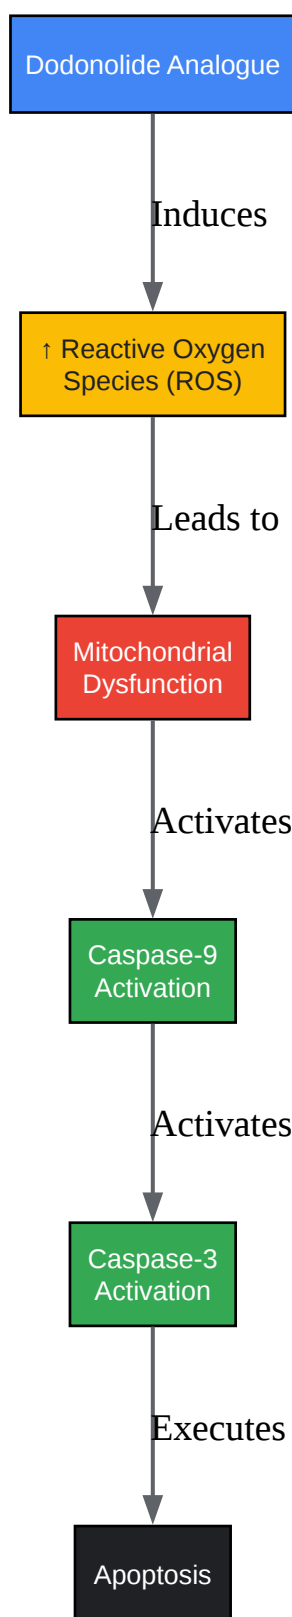 Dodonolide Analogue
Induces
↑ Reactive Oxygen
Species (ROS)
Leads to
Mitochondrial
Dysfunction
Activates
Caspase-9
Activation
Activates
Caspase-3
Activation
Executes
Apoptosis